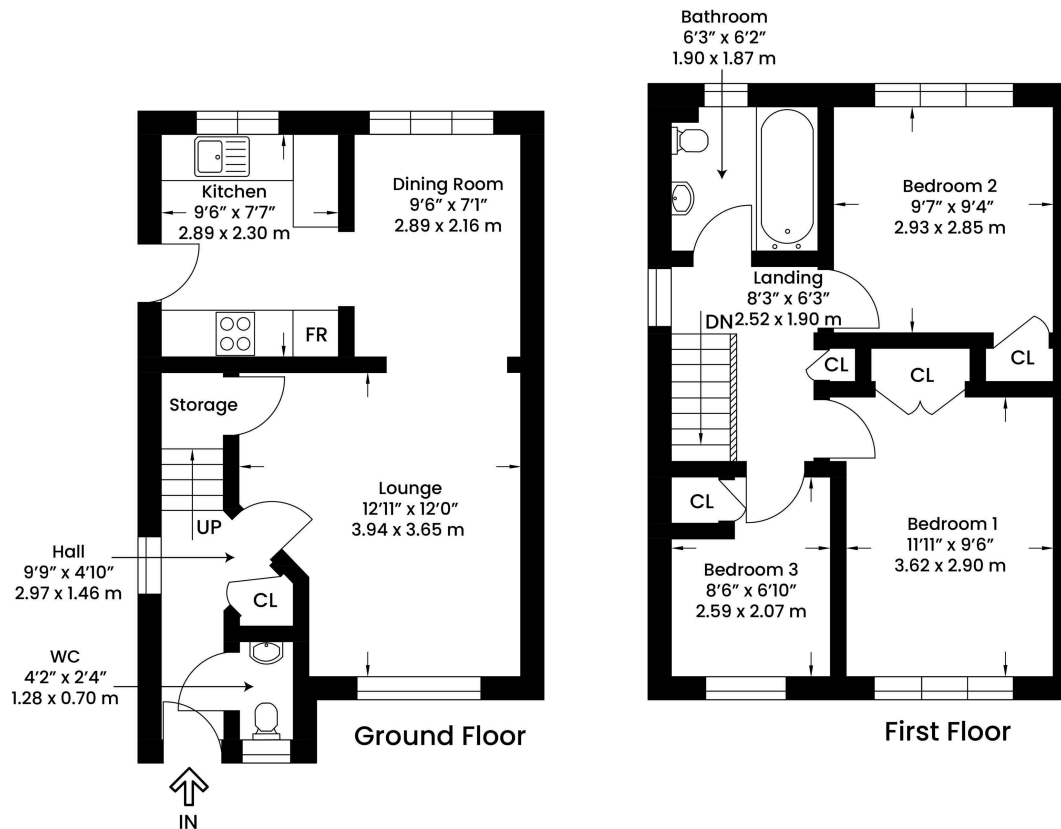 Kitchen
9’6” x 7’7”
2.89 x 2.30 m
Dining Room
9’6” x 7’1”
2.89 x 2.16 m
FR
Storage
Lounge
12’11” x 12’0”
3.94 x 3.65 m
UP
Hall
9’9” x 4’10”
2.97 x 1.46 m
CL
WC
4’2” x 2’4”
1.28 x 0.70 m
IN
Ground Floor
Bathroom
6’3” x 6’2”
1.90 x 1.87 m
Bedroom 2
9’7” x 9’4”
2.93 x 2.85 m
Landing
8’3” x 6’3”
2.52 x 1.90 m
DN
CL
CL
CL
CL
Bedroom 1
11’11” x 9’6”
3.62 x 2.90 m
Bedroom 3
8’6” x 6’10”
2.59 x 2.07 m
First Floor